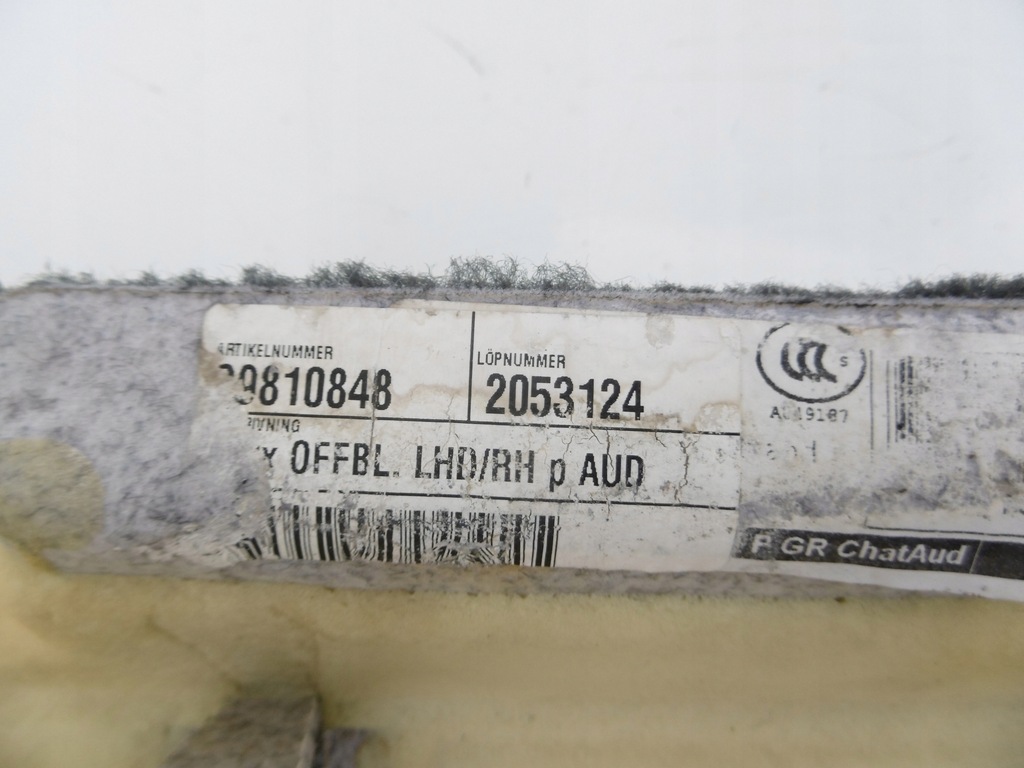 ARTIKELNUMMER
9810848
LÖPNUMMER
2053124
OFFBL. LHD/RH p AUD
S
P GR ChatAud